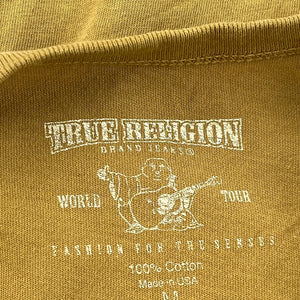 TRUE RELIGION
BRAND JEANS®
WORLD TOUR
FASHION FOR THE SENSES
100% Cotton
Made in USA
M